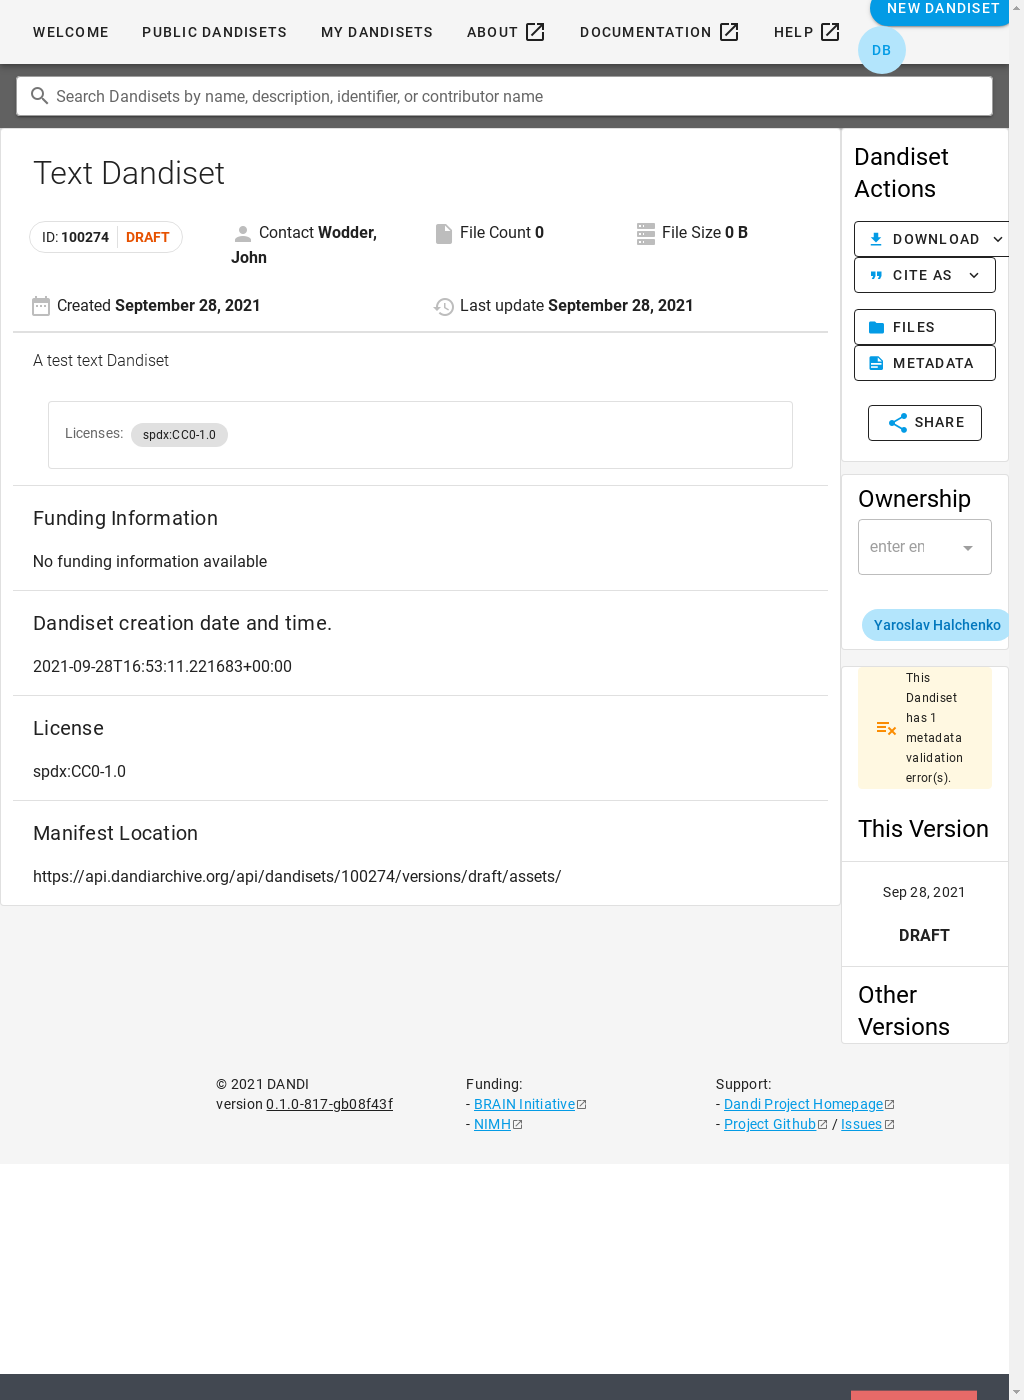 WELCOME
PUBLIC DANDISETS
MY DANDISETS
ABOUT
DOCUMENTATION
HELP
NEW DANDISET
DB
Search Dandisets by name, description, identifier, or contributor name
Text Dandiset
ID: 100274 DRAFT
Contact Wodder,
John
File Count 0
File Size 0 B
Created September 28, 2021
Last update September 28, 2021
A test text Dandiset
Licenses: spdx:CC0-1.0
Funding Information
No funding information available
Dandiset creation date and time.
2021-09-28T16:53:11.221683+00:00
License
spdx:CC0-1.0
Manifest Location
https://api.dandiarchive.org/api/dandisets/100274/versions/draft/assets/
Dandiset
Actions
DOWNLOAD
CITE AS
FILES
METADATA
SHARE
Ownership
enter en
Yaroslav Halchenko
This
Dandiset
has 1
metadata
validation
error(s).
This Version
Sep 28, 2021
DRAFT
Other
Versions
© 2021 DANDI
version 0.1.0-817-gb08f43f
Funding:
- BRAIN Initiative
- NIMH
Support:
- Dandi Project Homepage
- Project Github / Issues